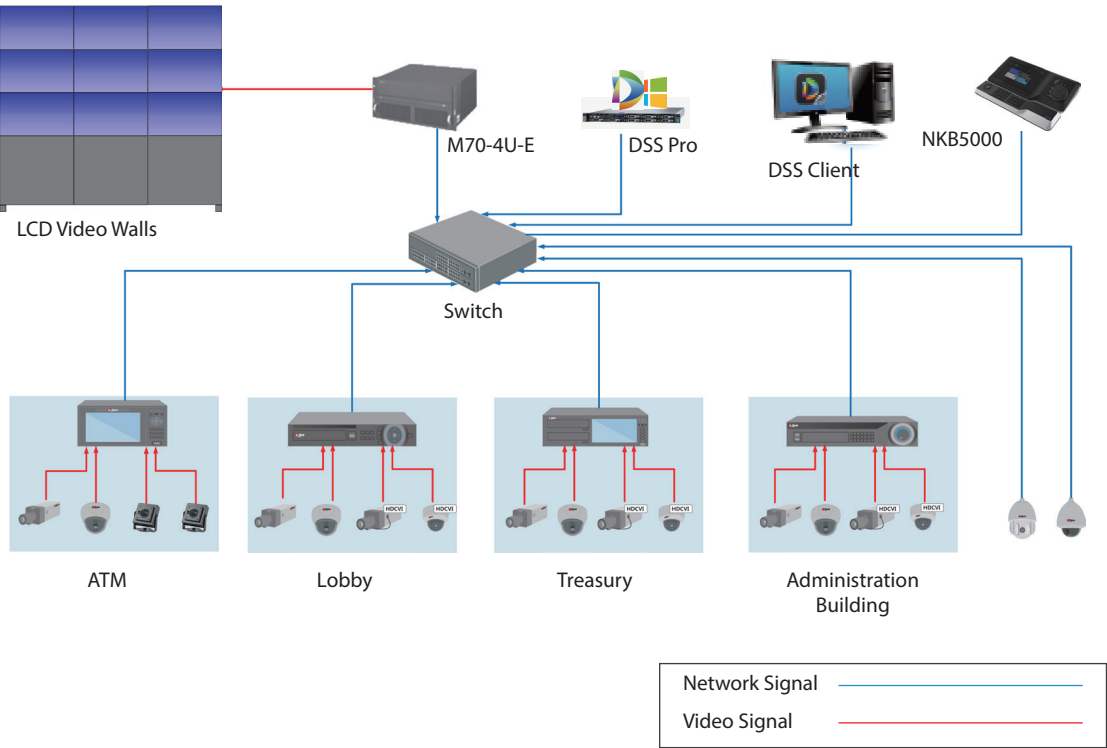 M70-4U-E
DSS Pro
DSS Client
NKB5000
LCD Video Walls
Switch
HDCVI
HDCVI
HDCVI
HDCVI
HDCVI
HDCVI
ATM
Lobby
Treasury
Administration
Building
Network Signal
Video Signal